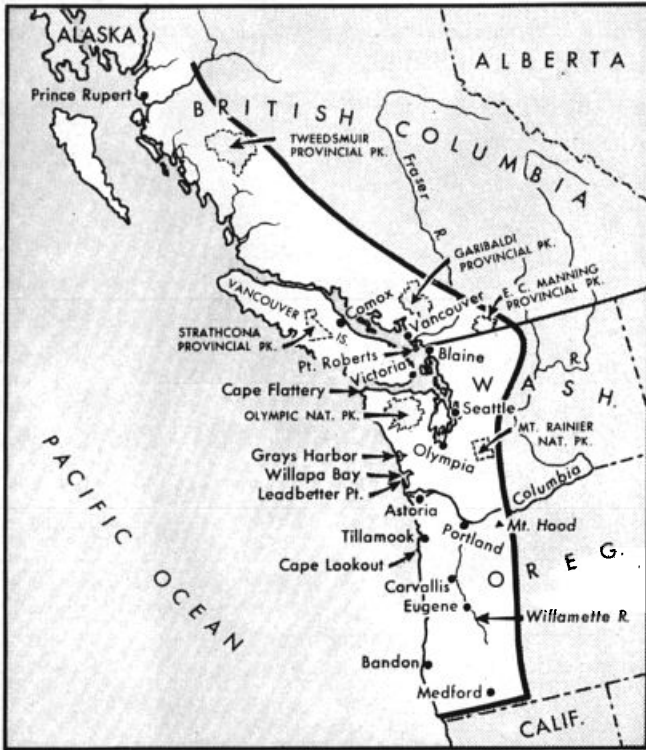 ALASKA
ALBERTA
Prince Rupert
BRITISH
COLUMBIA
TWEEDSMUIR
PROVINCIAL PK.
Fraser
R.
GARIBALDI
PROVINCIAL PK.
E. C. MANNING
PROVINCIAL PK.
VANCOUVER
IS.
Comox
Vancouver
STRATHCONA
PROVINCIAL PK.
Pt. Roberts
Blaine
Victoria
R.
WASH.
Cape Flattery
OLYMPIC NAT. PK.
Seattle
MT. RAINIER
NAT. PK.
Grays Harbor
Olympia
Willapa Bay
Leadbetter Pt.
Columbia
Astoria
Portland
Mt. Hood
PACIFIC OCEAN
Tillamook
Cape Lookout
OREG.
Corvallis
Eugene
Willamette R.
Bandon
Medford
CALIF.